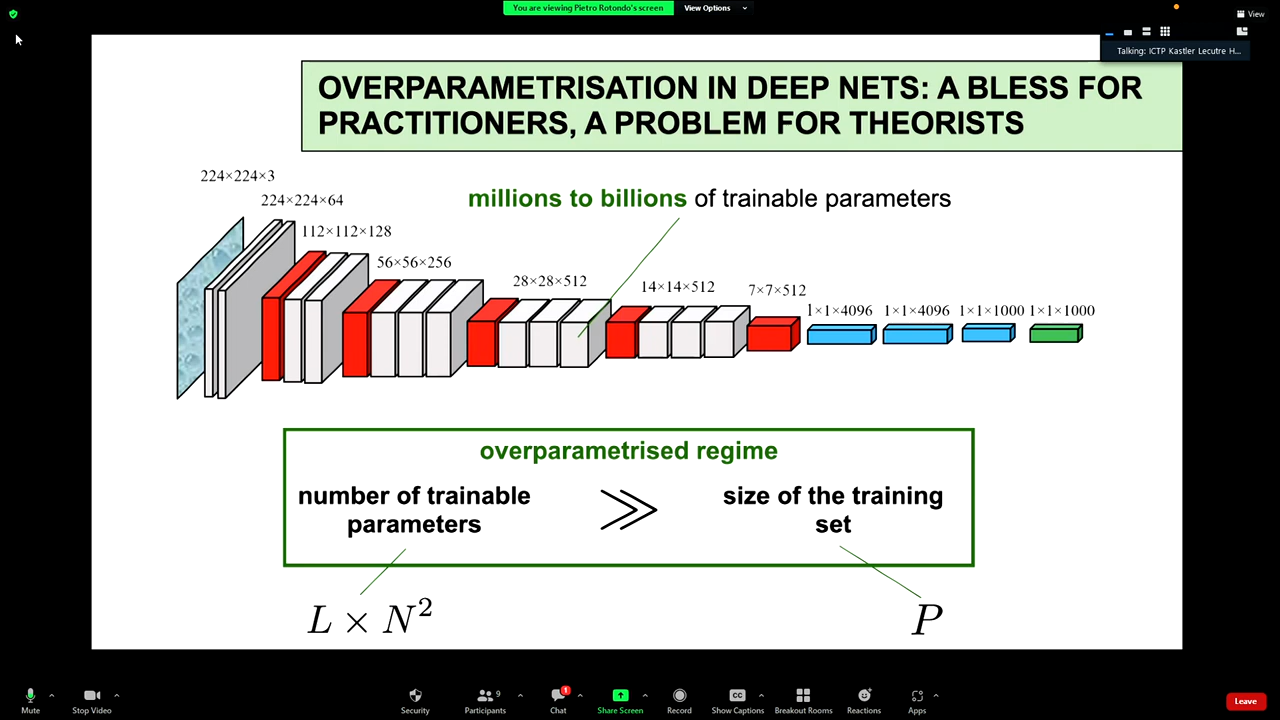 You are viewing Pietro Rotondo's screen
View Options
View
Talking: ICTP Kastler Lecutre H...
OVERPARAMETRISATION IN DEEP NETS: A BLESS FOR
PRACTITIONERS, A PROBLEM FOR THEORISTS
224×224×3
224×224×64
112×112×128
56×56×256
28×28×512
14×14×512
7×7×512
1×1×4096
1×1×4096
1×1×1000
1×1×1000
millions to billions of trainable parameters
overparametrised regime
number of trainable
parameters
≫
size of the training
set
L × N²
P
Mute
Stop Video
Security
Participants
9
Chat
1
Share Screen
Record
CC
Show Captions
Breakout Rooms
Reactions
Apps
Leave